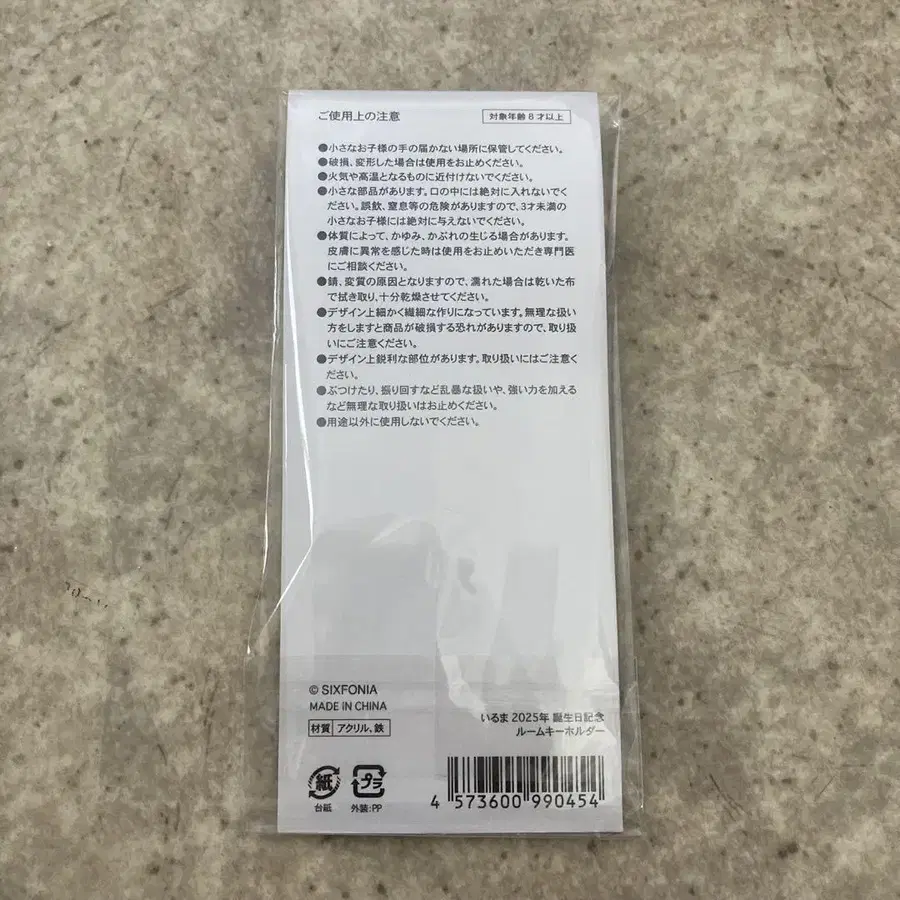 ご使用上の注意
対象年齢6才以上
●小さなお子様の手の届かない場所に保管してください。
●破損、変形した場合は使用をお止めください。
●火気や高温となるものに近付けないでください。
●小さな部品があります。口の中には絶対に入れないでく
ださい。誤飲、窒息等の危険がありますので、3才未満の
小さなお子様には絶対に与えないでください。
●体質によって、かゆみ、かぶれの生じる場合があります。
皮膚に異常を感じた時は使用をお止めいただき専門医
にご相談ください。
●錆、変質の原因となりますので、濡れた場合は乾いた布
で拭き取り、十分乾燥させてください。
●デザイン上細かく繊細な作りになっています。無理な扱い
方をしますと商品が破損する恐れがありますので、取り扱
いにご注意ください。
●デザイン上鋭利な部位があります。取り扱いにはご注意く
ださい。
●ぶつけたり、振り回すなど乱暴な扱いや、強い力を加える
など無理な取り扱いはお止めください。
●用途以外に使用しないでください。
© SIXFONIA
MADE IN CHINA
材質 アクリル、鉄
いるま 2025年 誕生日記念
ルームキーホルダー
紙
台紙
プラ
外装:PP
4 573600 990454